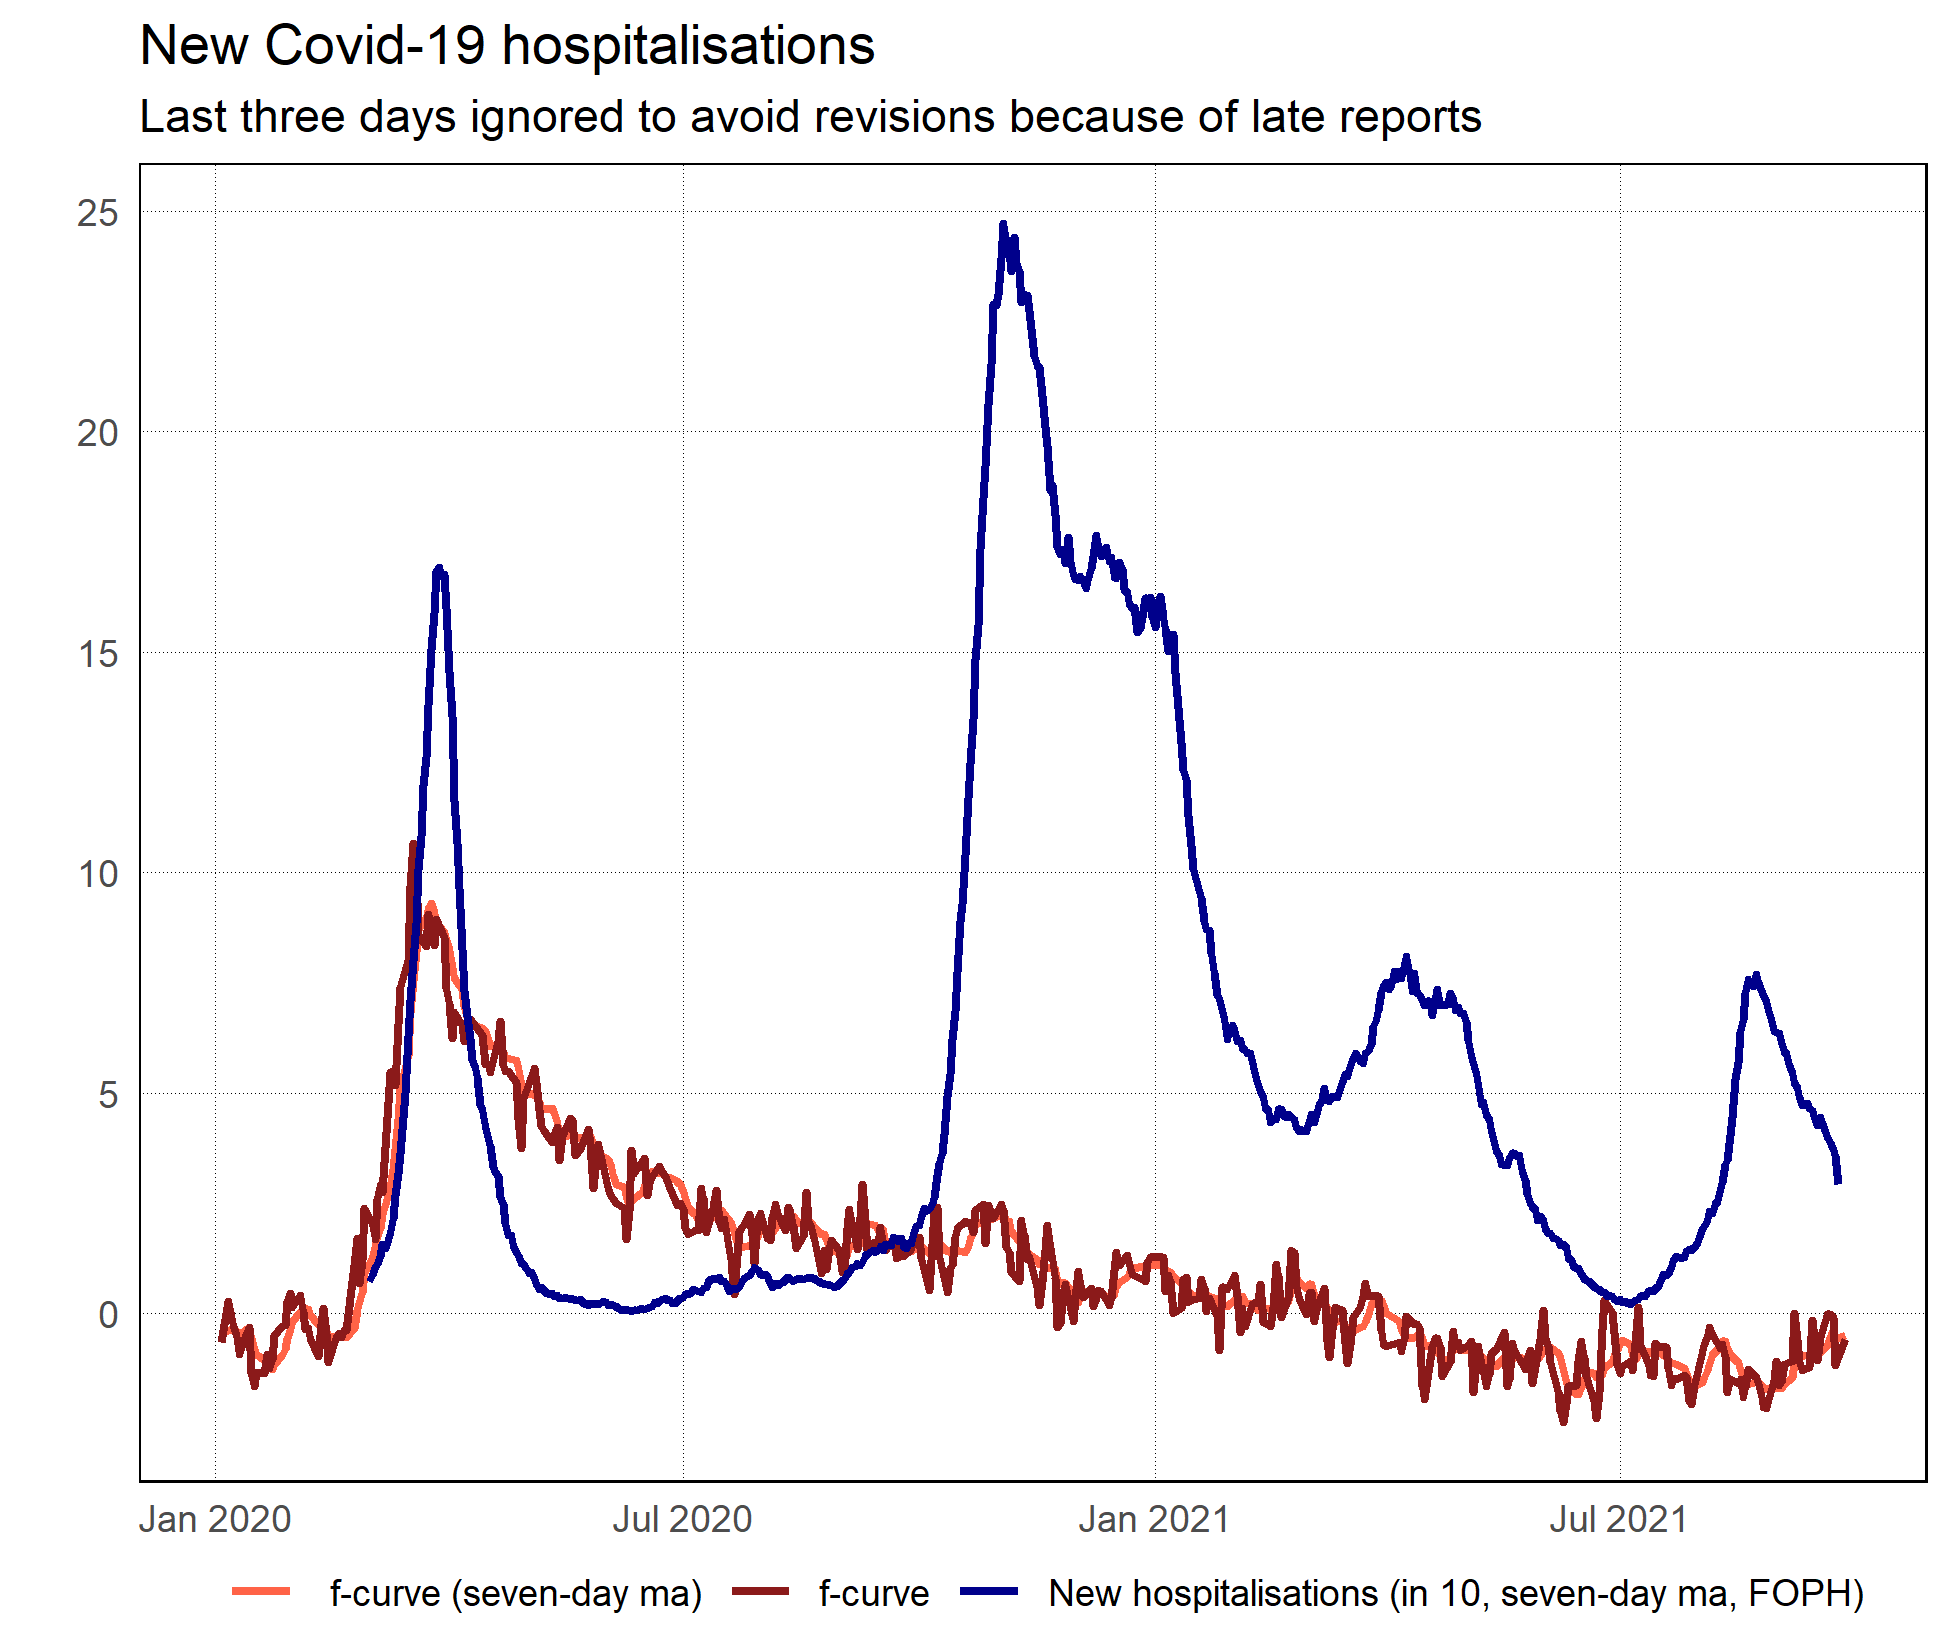 New Covid-19 hospitalisations
Last three days ignored to avoid revisions because of late reports
25
20
15
10
5
0
Jan 2020 Jul 2020 Jan 2021 Jul 2021
f-curve (seven-day ma) f-curve New hospitalisations (in 10, seven-day ma, FOPH)